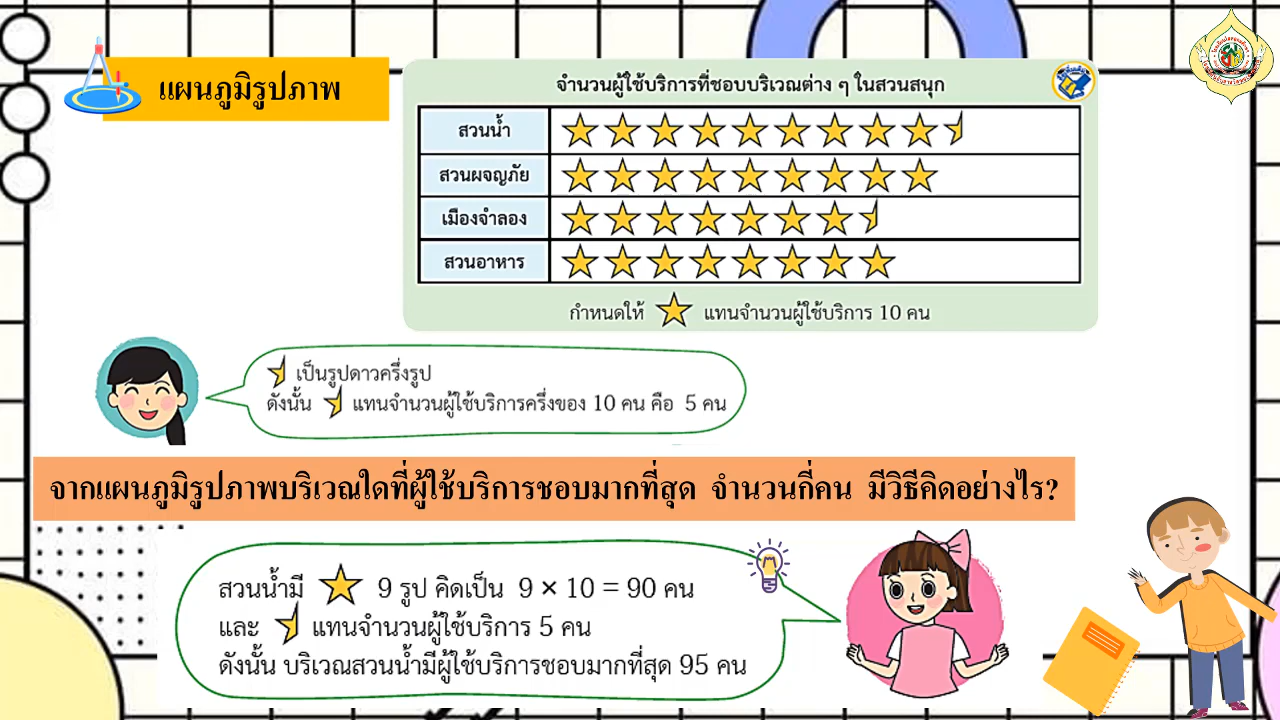 แผนภูมิรูปภาพ
จำนวนผู้ใช้บริการที่ชอบบริเวณต่าง ๆ ในสวนสนุก
สวนน้ำ
สวนผจญภัย
เมืองจำลอง
สวนอาหาร
กำหนดให้ แทนจำนวนผู้ใช้บริการ 10 คน
เป็นรูปดาวครึ่งรูป
ดังนั้น แทนจำนวนผู้ใช้บริการครึ่งของ 10 คน คือ 5 คน
จากแผนภูมิรูปภาพบริเวณใดที่ผู้ใช้บริการชอบมากที่สุด จำนวนกี่คน มีวิธีคิดอย่างไร?
สวนน้ำมี 9 รูป คิดเป็น 9 × 10 = 90 คน
และ แทนจำนวนผู้ใช้บริการ 5 คน
ดังนั้น บริเวณสวนน้ำมีผู้ใช้บริการชอบมากที่สุด 95 คน